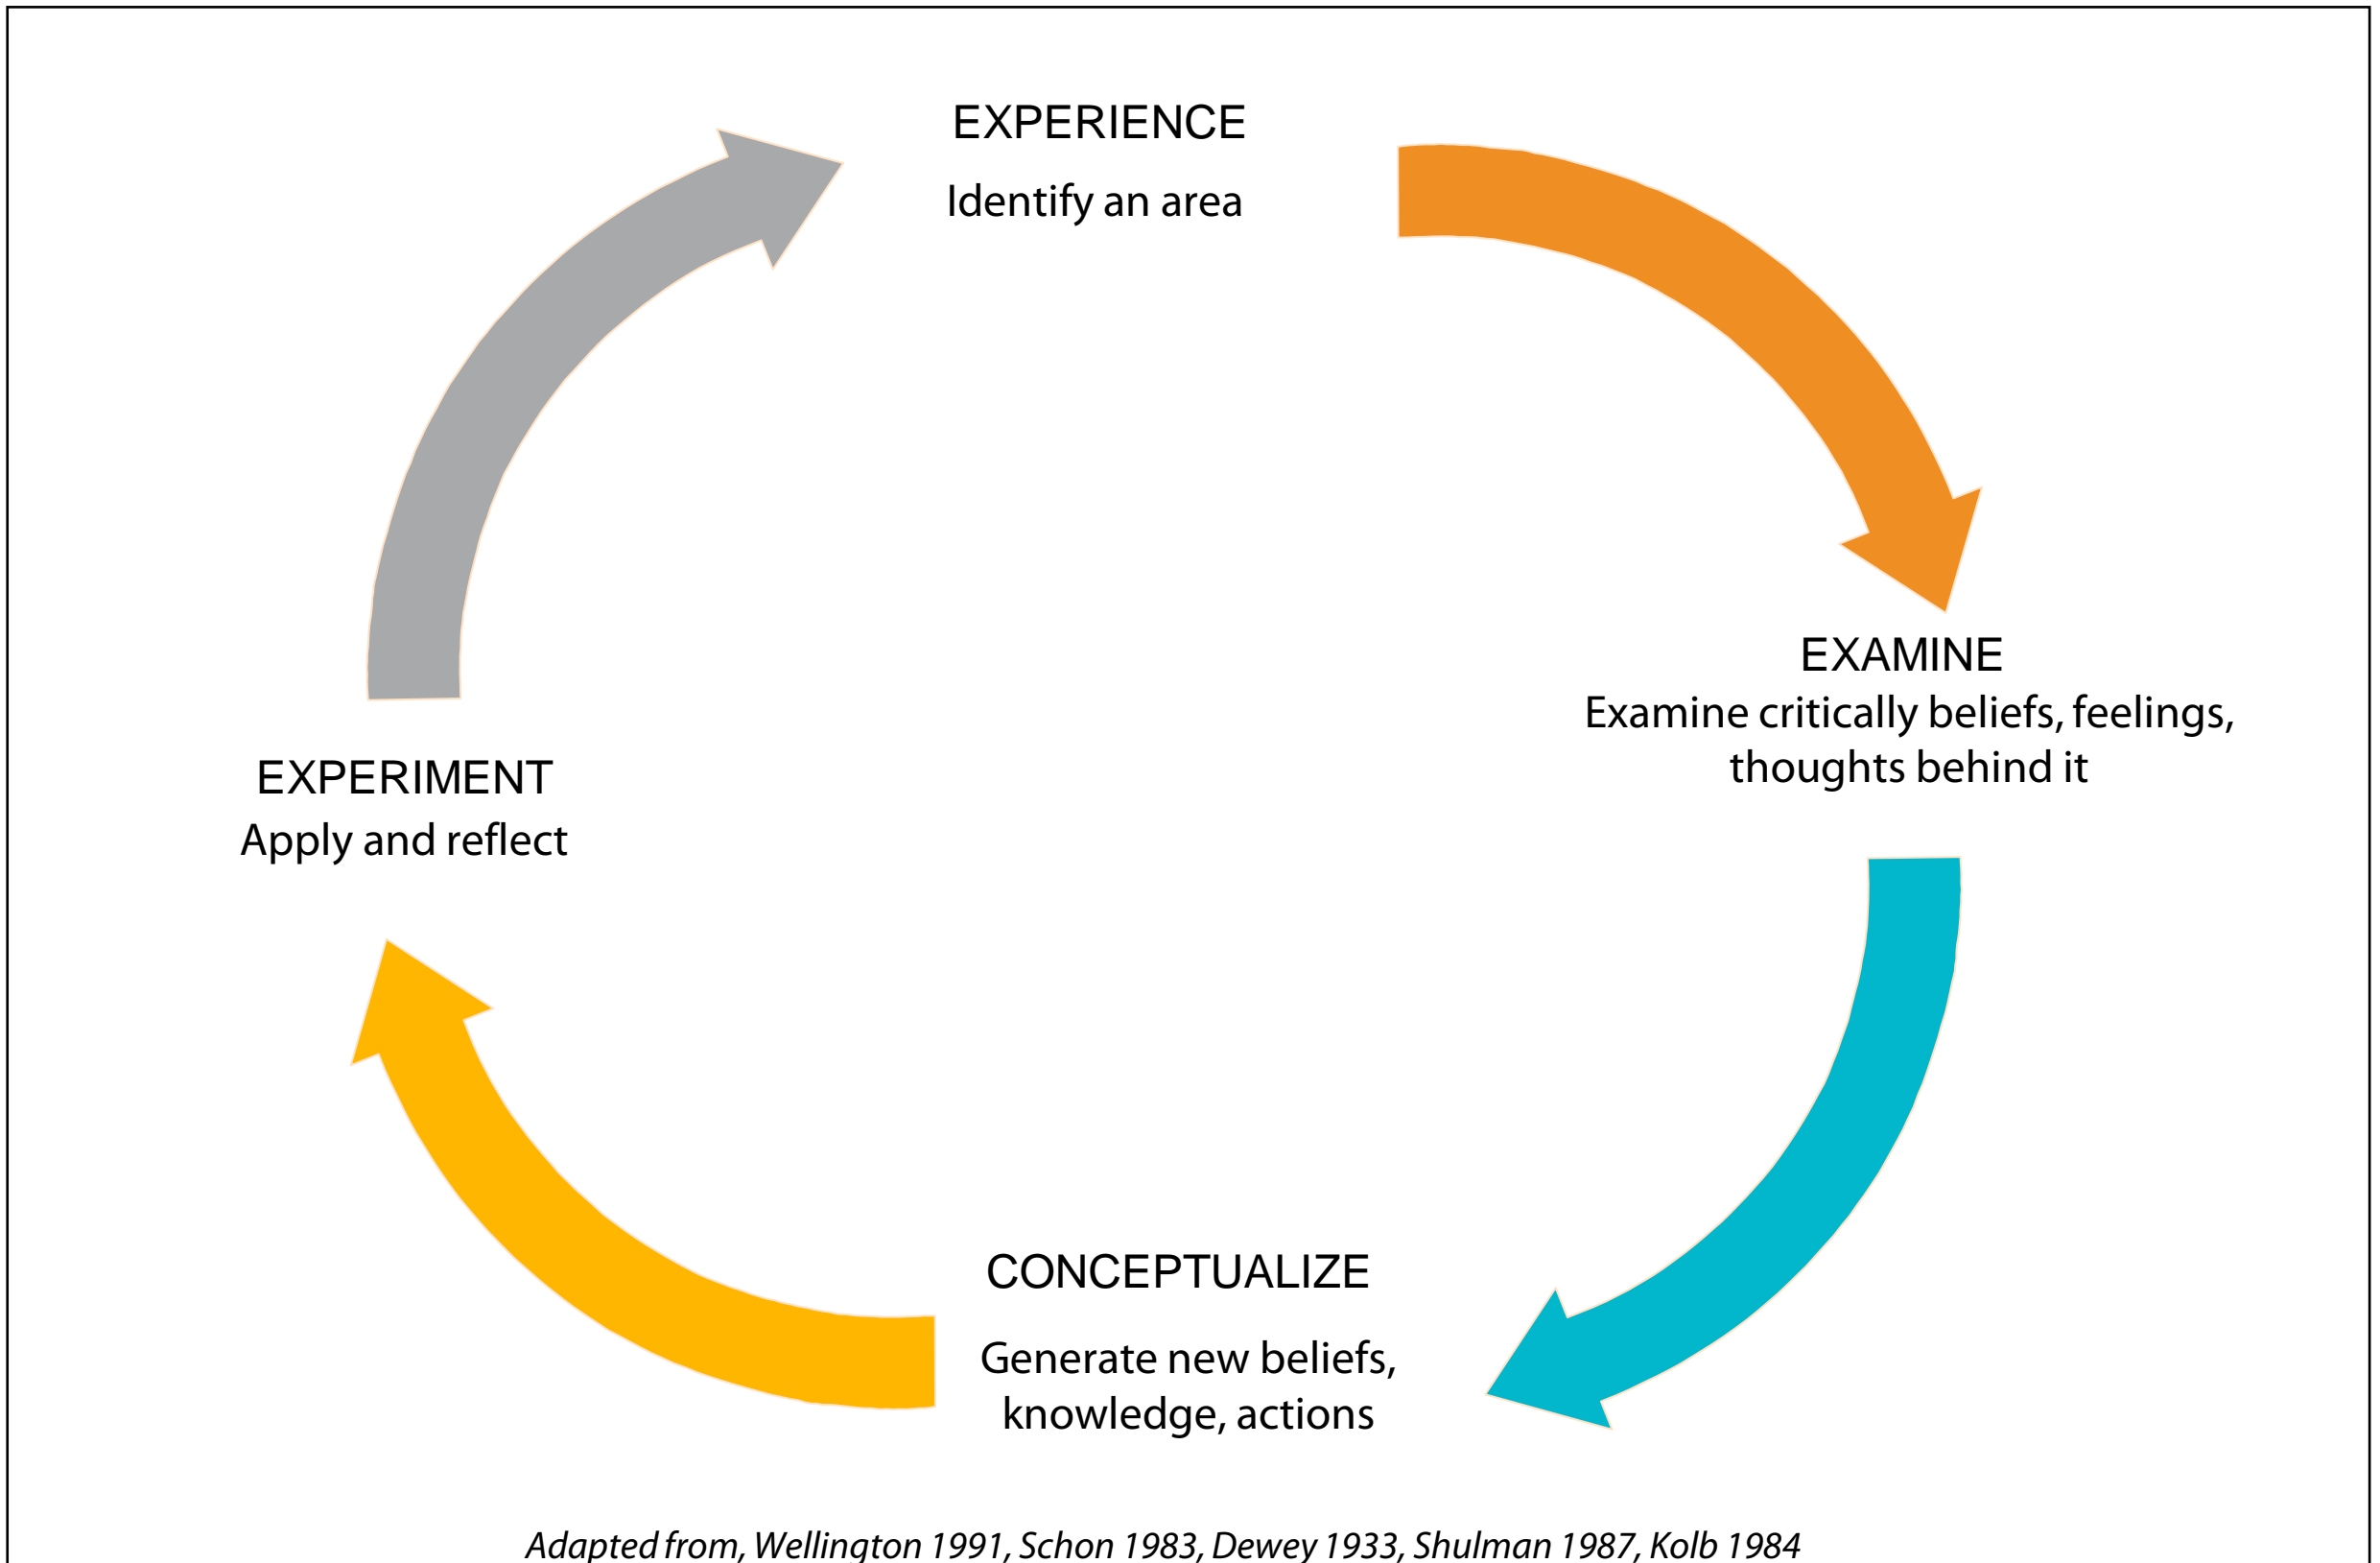 EXPERIENCE
Identify an area
EXAMINE
Examine critically beliefs, feelings,
thoughts behind it
EXPERIMENT
Apply and reflect
CONCEPTUALIZE
Generate new beliefs,
knowledge, actions
Adapted from, Wellington 1991, Schon 1983, Dewey 1933, Shulman 1987, Kolb 1984